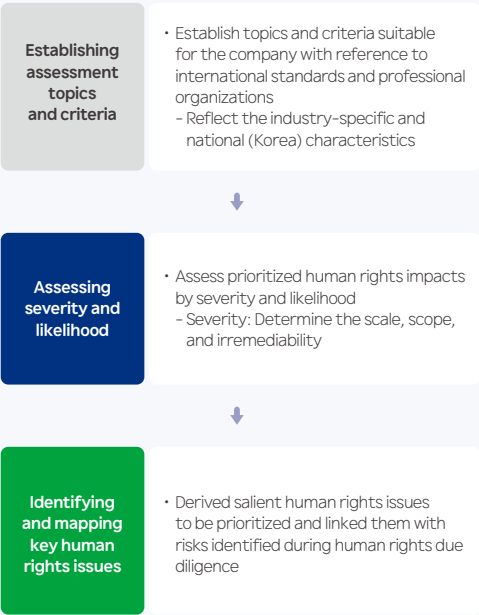 Establishing
assessment
topics
and criteria
• Establish topics and criteria suitable
for the company with reference to
international standards and professional
organizations
- Reflect the industry-specific and
national (Korea) characteristics
Assessing
severity and
likelihood
• Assess prioritized human rights impacts
by severity and likelihood
- Severity: Determine the scale, scope,
and irremediability
Identifying
and mapping
key human
rights issues
• Derived salient human rights issues
to be prioritized and linked them with
risks identified during human rights due
diligence